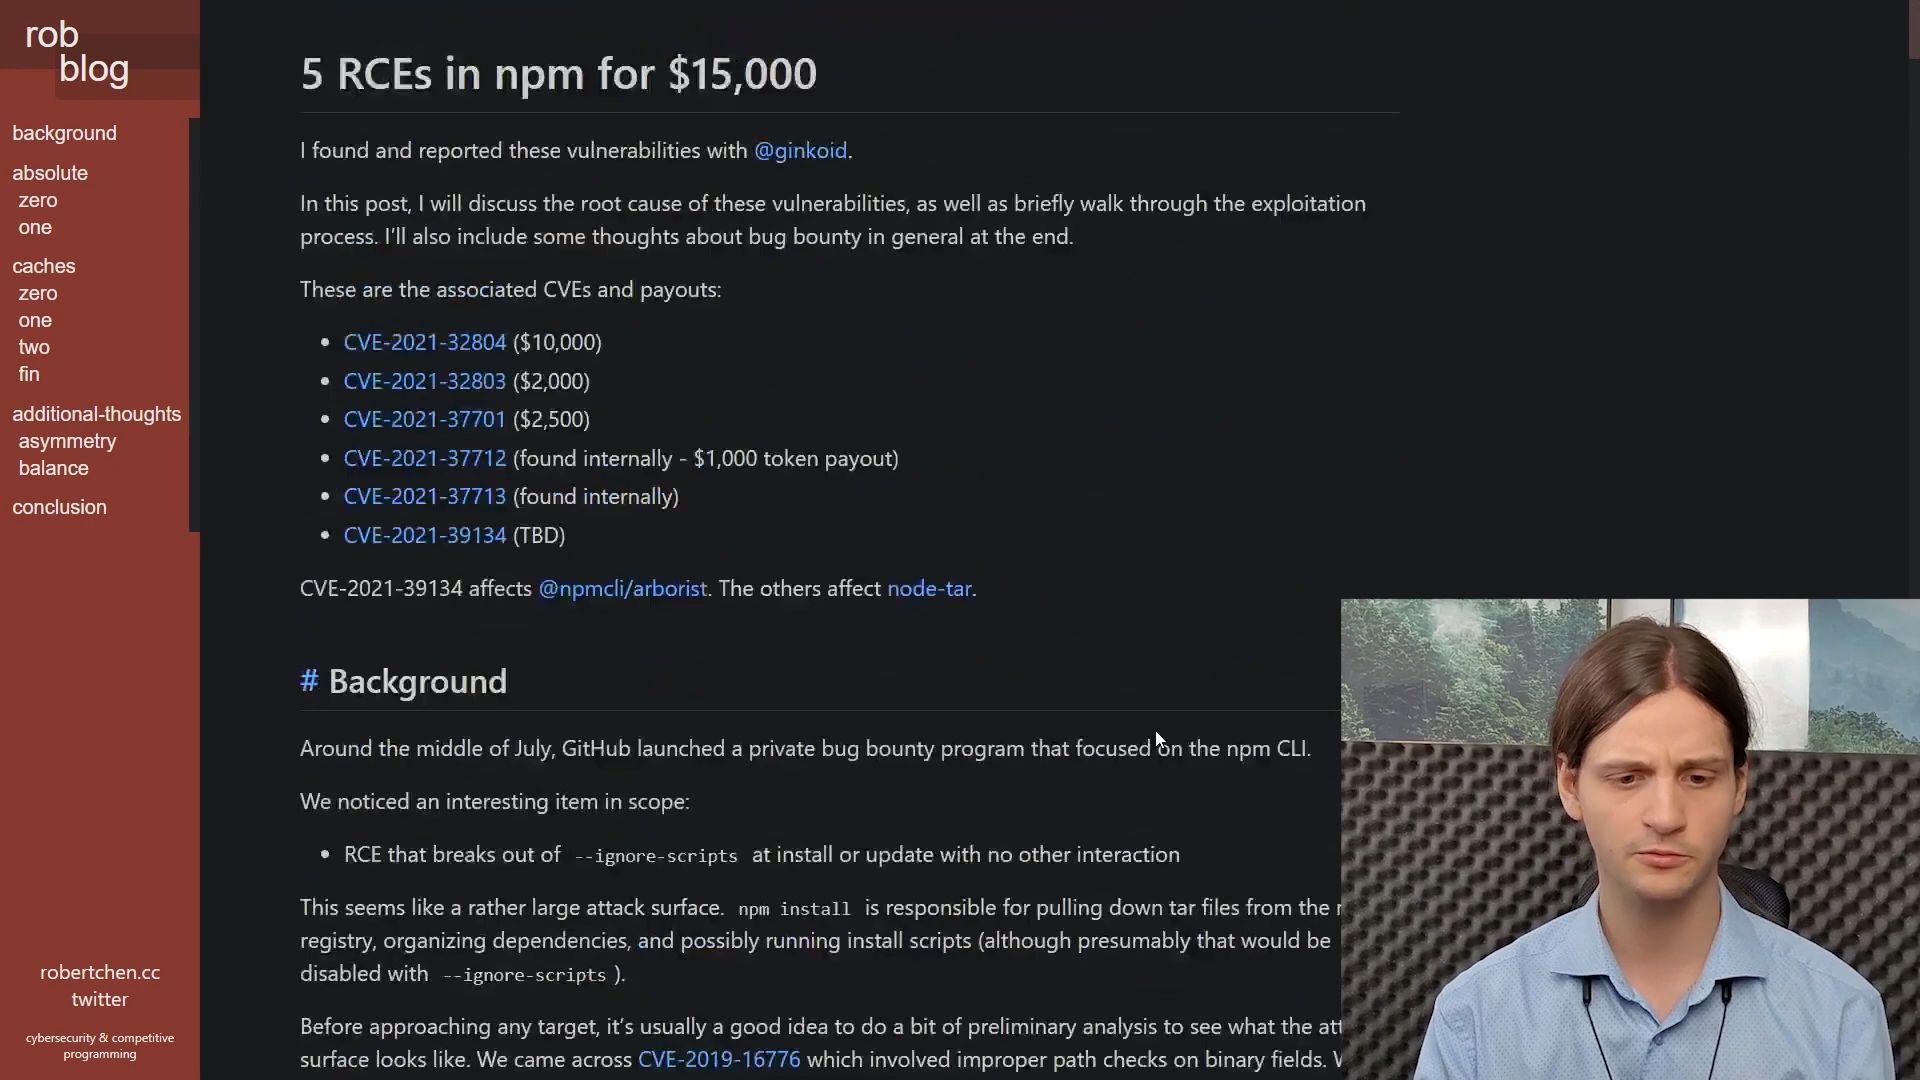 rob
blog
background
absolute
zero
one
caches
zero
one
two
fin
additional-thoughts
asymmetry
balance
conclusion
robertchen.cc
twitter
cybersecurity & competitive
programming
5 RCEs in npm for $15,000
I found and reported these vulnerabilities with @ginkoid.
In this post, I will discuss the root cause of these vulnerabilities, as well as briefly walk through the exploitation
process. I'll also include some thoughts about bug bounty in general at the end.
These are the associated CVEs and payouts:
• CVE-2021-32804 ($10,000)
• CVE-2021-32803 ($2,000)
• CVE-2021-37701 ($2,500)
• CVE-2021-37712 (found internally - $1,000 token payout)
• CVE-2021-37713 (found internally)
• CVE-2021-39134 (TBD)
CVE-2021-39134 affects @npmcli/arborist. The others affect node-tar.
# Background
Around the middle of July, GitHub launched a private bug bounty program that focused on the npm CLI.
We noticed an interesting item in scope:
• RCE that breaks out of --ignore-scripts at install or update with no other interaction
This seems like a rather large attack surface. npm install is responsible for pulling down tar files from the
registry, organizing dependencies, and possibly running install scripts (although presumably that would be
disabled with --ignore-scripts ).
Before approaching any target, it's usually a good idea to do a bit of preliminary analysis to see what the
surface looks like. We came across CVE-2019-16776 which involved improper path checks on binary fields.